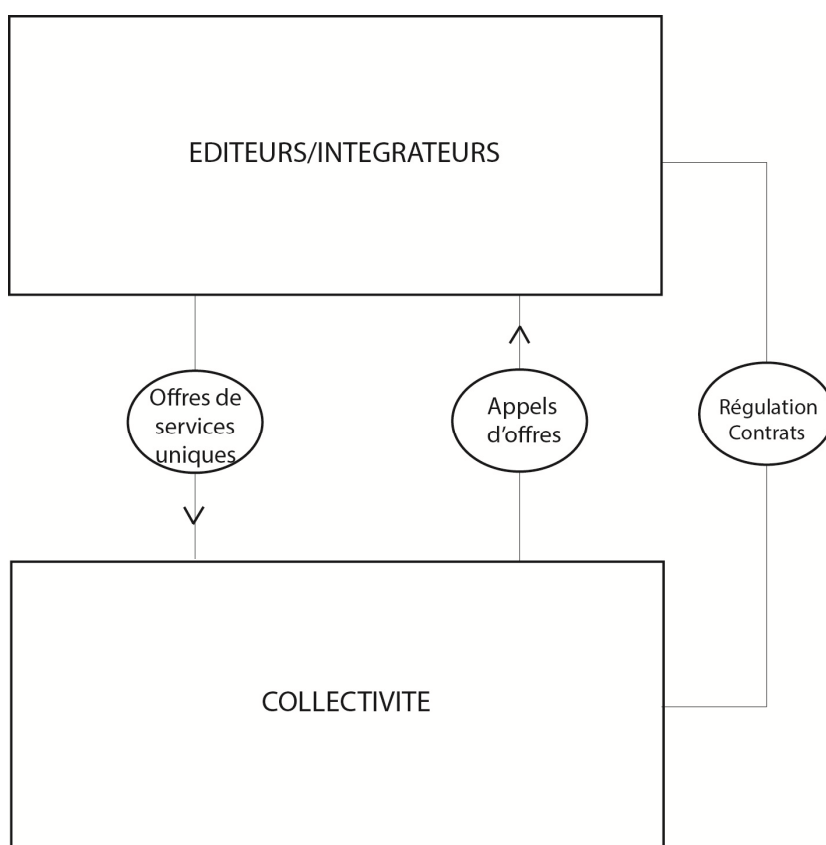 EDITEURS/INTEGRATEURS
Offres de
services
uniques
Appels
d'offres
Régulation
Contrats
COLLECTIVITE